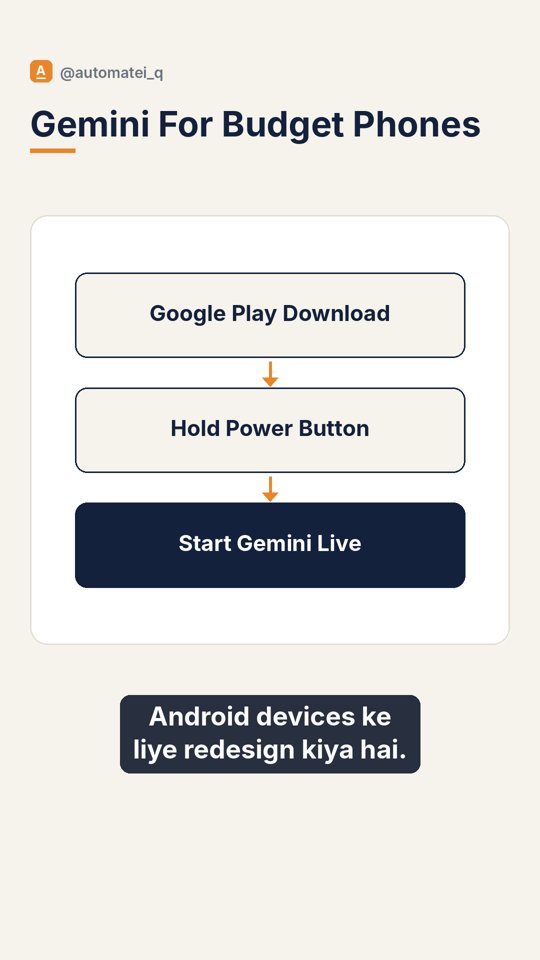 A
@automatei_q
Gemini For Budget Phones
Google Play Download
Hold Power Button
Start Gemini Live
Android devices ke
liye redesign kiya hai.